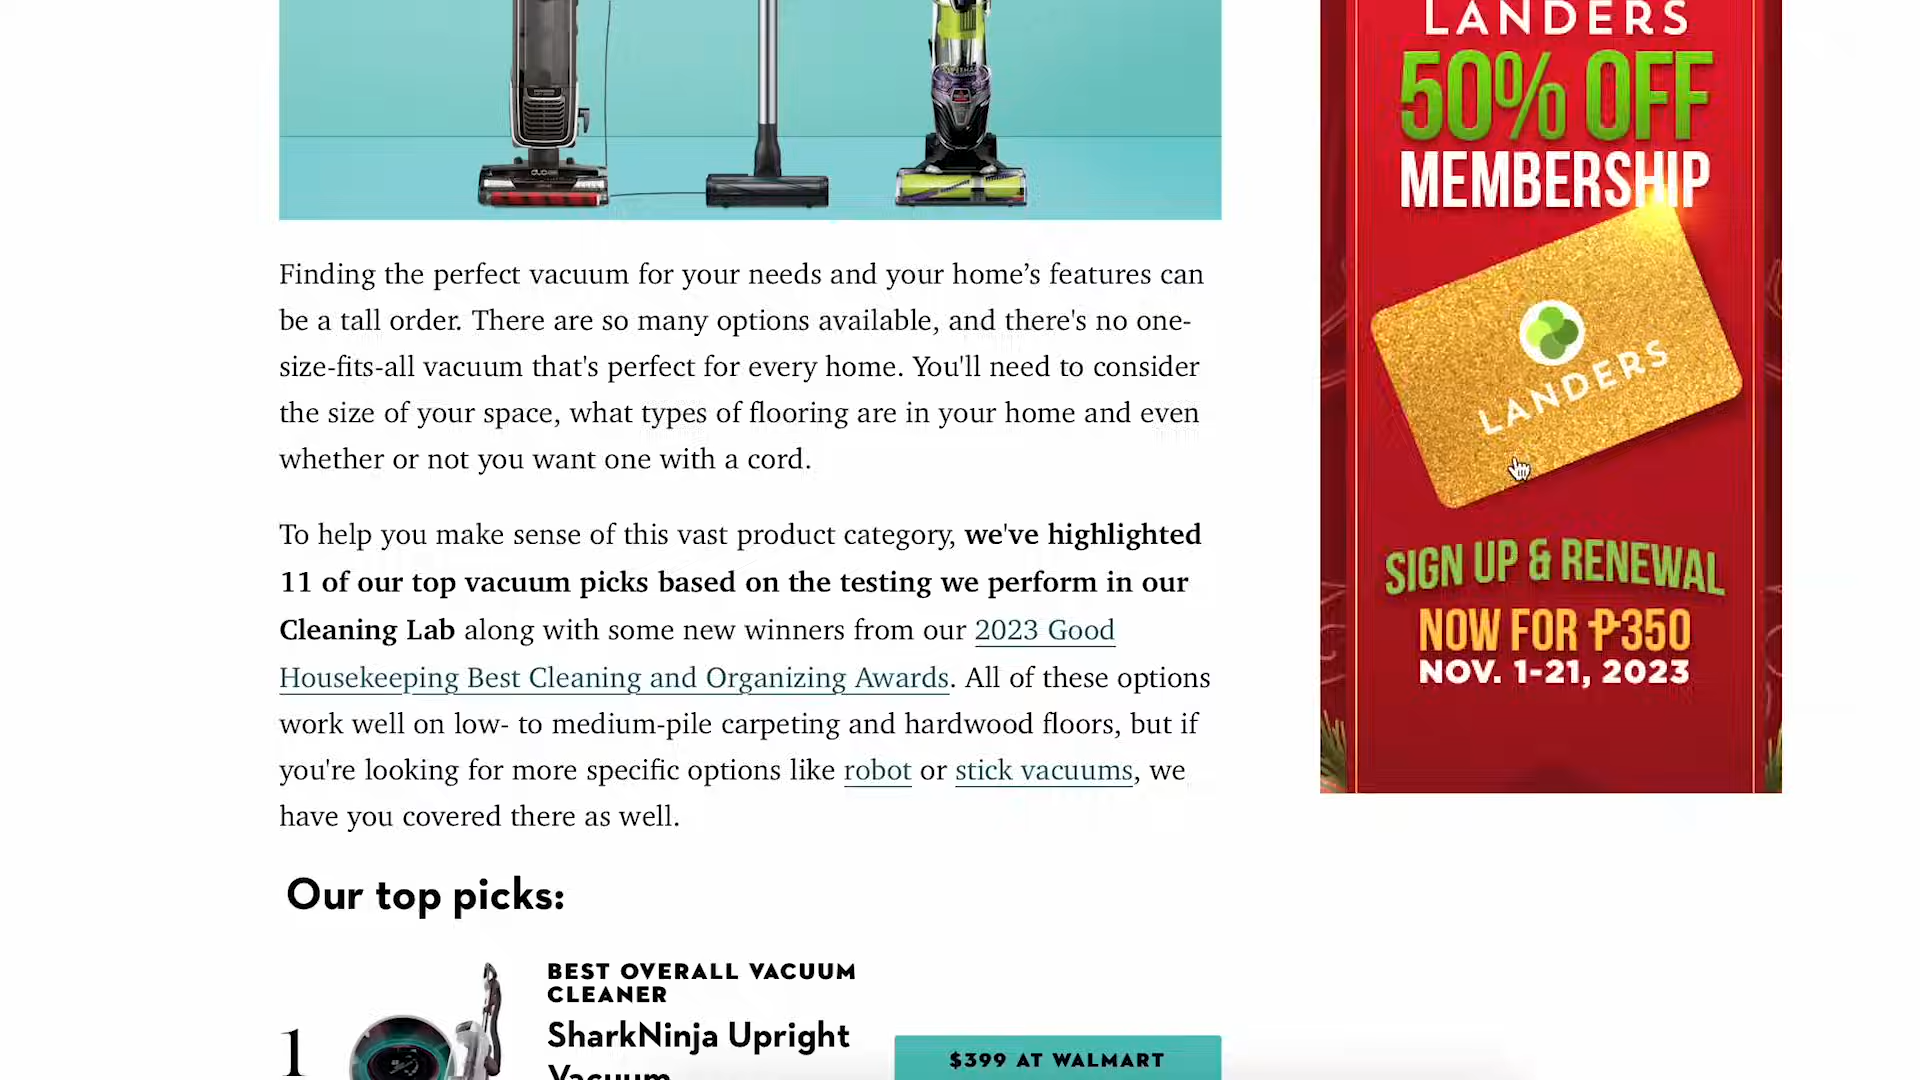 Finding the perfect vacuum for your needs and your home’s features can
be a tall order. There are so many options available, and there's no one-
size-fits-all vacuum that's perfect for every home. You'll need to consider
the size of your space, what types of flooring are in your home and even
whether or not you want one with a cord.
To help you make sense of this vast product category, we've highlighted
11 of our top vacuum picks based on the testing we perform in our
Cleaning Lab along with some new winners from our 2023 Good
Housekeeping Best Cleaning and Organizing Awards. All of these options
work well on low- to medium-pile carpeting and hardwood floors, but if
you're looking for more specific options like robot or stick vacuums, we
have you covered there as well.
Our top picks:
1
BEST OVERALL VACUUM
CLEANER
SharkNinja Upright
Vacuum
$399 AT WALMART
LANDERS
50% OFF
MEMBERSHIP
LANDERS
SIGN UP & RENEWAL
NOW FOR ₱350
NOV. 1-21, 2023